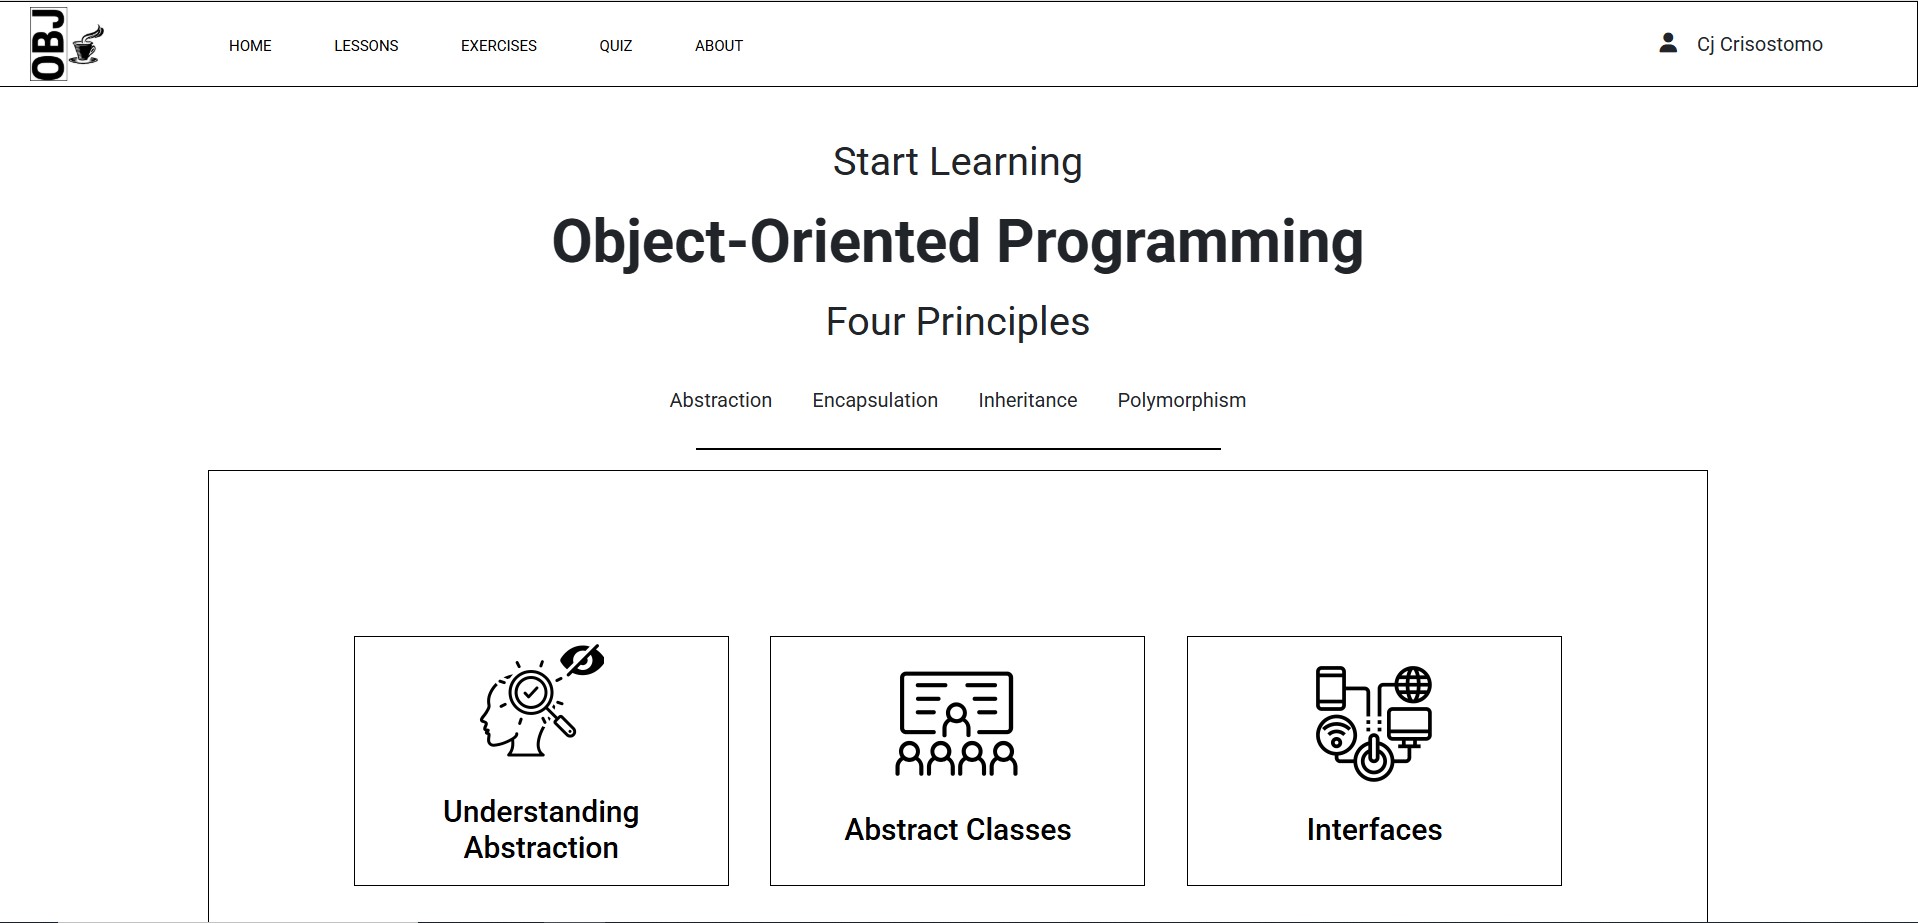 OBJ
HOME LESSONS EXERCISES QUIZ ABOUT Cj Crisostomo
Start Learning
Object-Oriented Programming
Four Principles
Abstraction Encapsulation Inheritance Polymorphism
Understanding
Abstraction
Abstract Classes
Interfaces